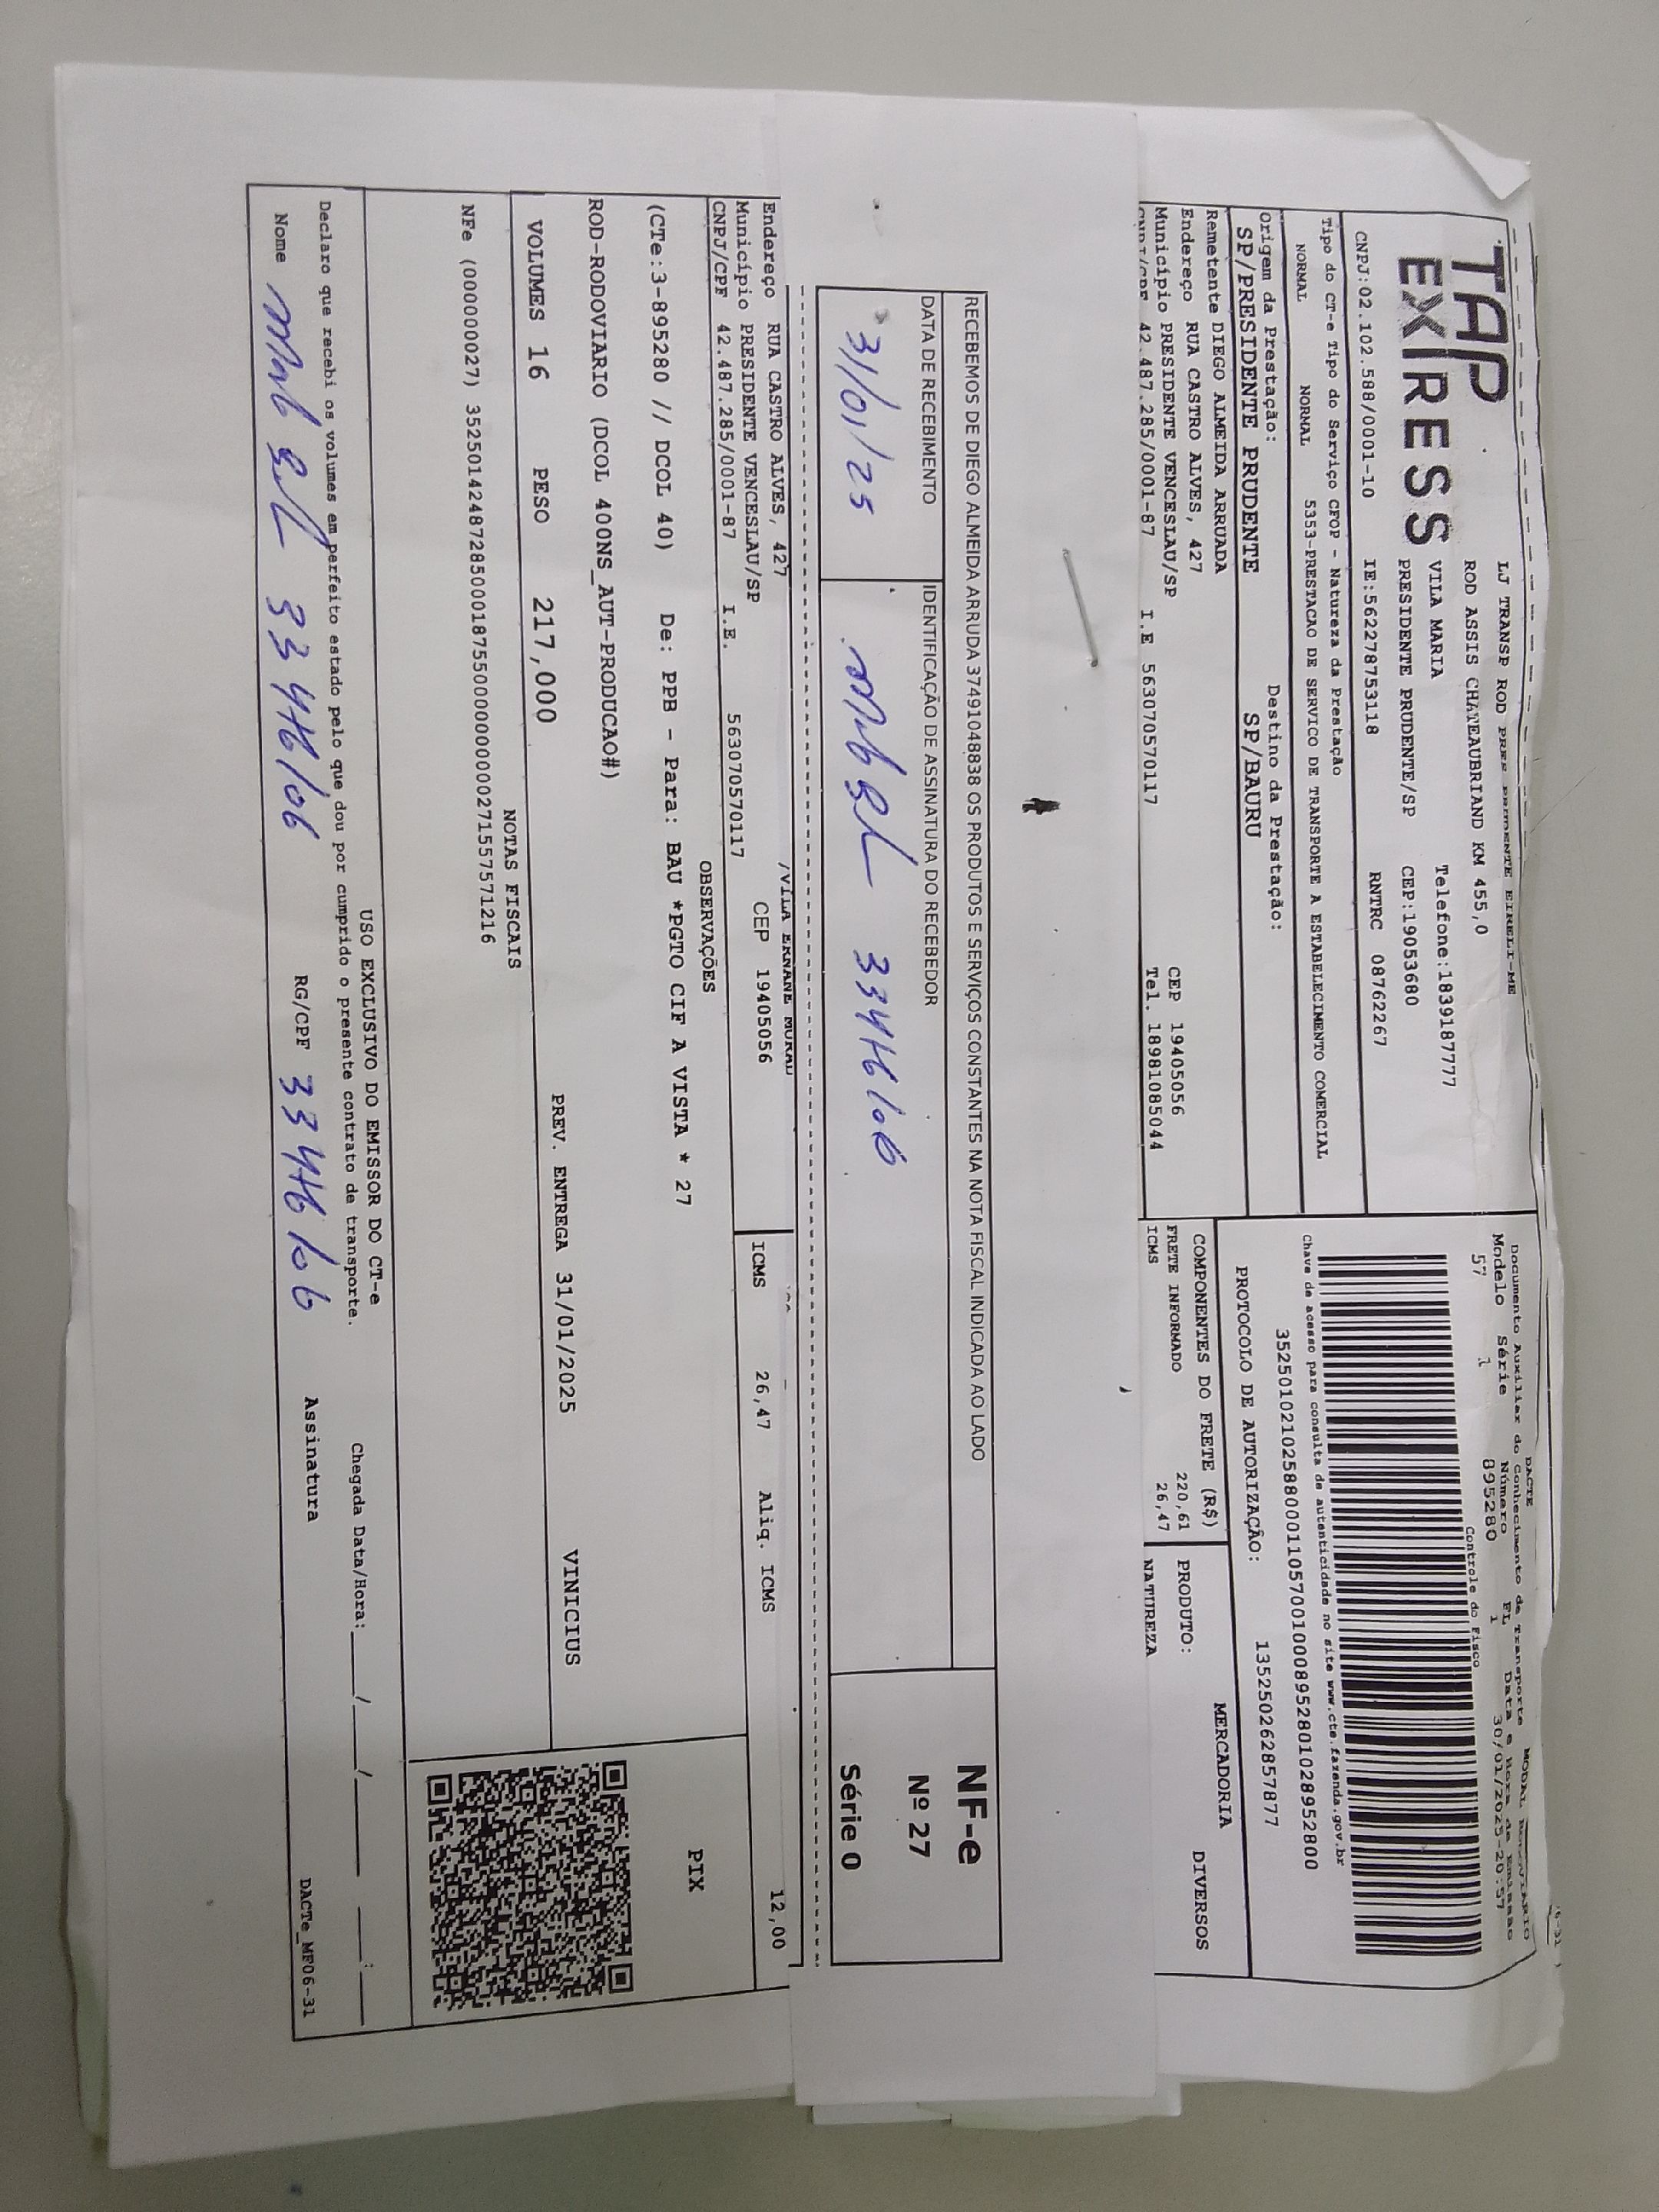 TAP
EXPRESS
LJ TRANSP ROD PRES PRUDENTE EIRELI-ME
ROD ASSIS CHATEAUBRIAND KM 455,0
VILA MARIA Telefone:1839187777
PRESIDENTE PRUDENTE/SP CEP:19053680
CNPJ:02.102.588/0001-10 IE:562278753118 RNTRC 08762267
Tipo do CT-e Tipo do Serviço CFOP - Natureza da Prestação
NORMAL NORMAL 5353-PRESTACAO DE SERVICO DE TRANSPORTE A ESTABELECIMENTO COMERCIAL
Origem da Prestação: Destino da Prestação:
SP/PRESIDENTE PRUDENTE SP/BAURU
Remetente DIEGO ALMEIDA ARRUADA
Endereço RUA CASTRO ALVES, 427 CEP 19405056
Município PRESIDENTE VENCESLAU/SP Tel. 18981085044
CNPJ/CPF 42.487.285/0001-87 I.E 563070570117
DACTE MODAL RODOVIARIO
Documento Auxiliar do Conhecimento de Transporte
Modelo Série Número FL Data e Hora de Emissão
57 1 895280 1 30/01/2025-20:57
Controle do Fisco
Chave de acesso para consulta de autenticidade no site www.cte.fazenda.gov.br
35250102102588000110570010008952801028952800
PROTOCOLO DE AUTORIZAÇÃO: 135250262857877
COMPONENTES DO FRETE (R$) MERCADORIA
FRETE INFORMADO 220,61 PRODUTO: DIVERSOS
ICMS 26,47 NATUREZA
RECEBEMOS DE DIEGO ALMEIDA ARRUDA 37491048838 OS PRODUTOS E SERVIÇOS CONSTANTES NA NOTA FISCAL INDICADA AO LADO
DATA DE RECEBIMENTO IDENTIFICAÇÃO DE ASSINATURA DO RECEBEDOR
31/01/25
NF-e
Nº 27
Série 0
Endereço RUA CASTRO ALVES, 427
Município PRESIDENTE VENCESLAU/SP CEP 19405056
CNPJ/CPF 42.487.285/0001-87 I.E. 563070570117
ICMS 26,47 Aliq. ICMS 12,00
OBSERVAÇÕES
(CTe:3-895280 // DCOL 40) De: PPB - Para: BAU *PGTO CIF A VISTA * 27
PIX
ROD-RODOVIARIO (DCOL 400NS_AUT-PRODUCAO#)
VOLUMES 16 PESO 217,000 PREV. ENTREGA 31/01/2025 VINICIUS
NOTAS FISCAIS
NFe (000000027) 35250142487285000187550000000000271557571216
USO EXCLUSIVO DO EMISSOR DO CT-e
Declaro que recebi os volumes em perfeito estado pelo que dou por cumprido o presente contrato de transporte. Chegada Data/Hora:___/___/___ ___:___
Nome RG/CPF Assinatura
DACTe_MF06-31